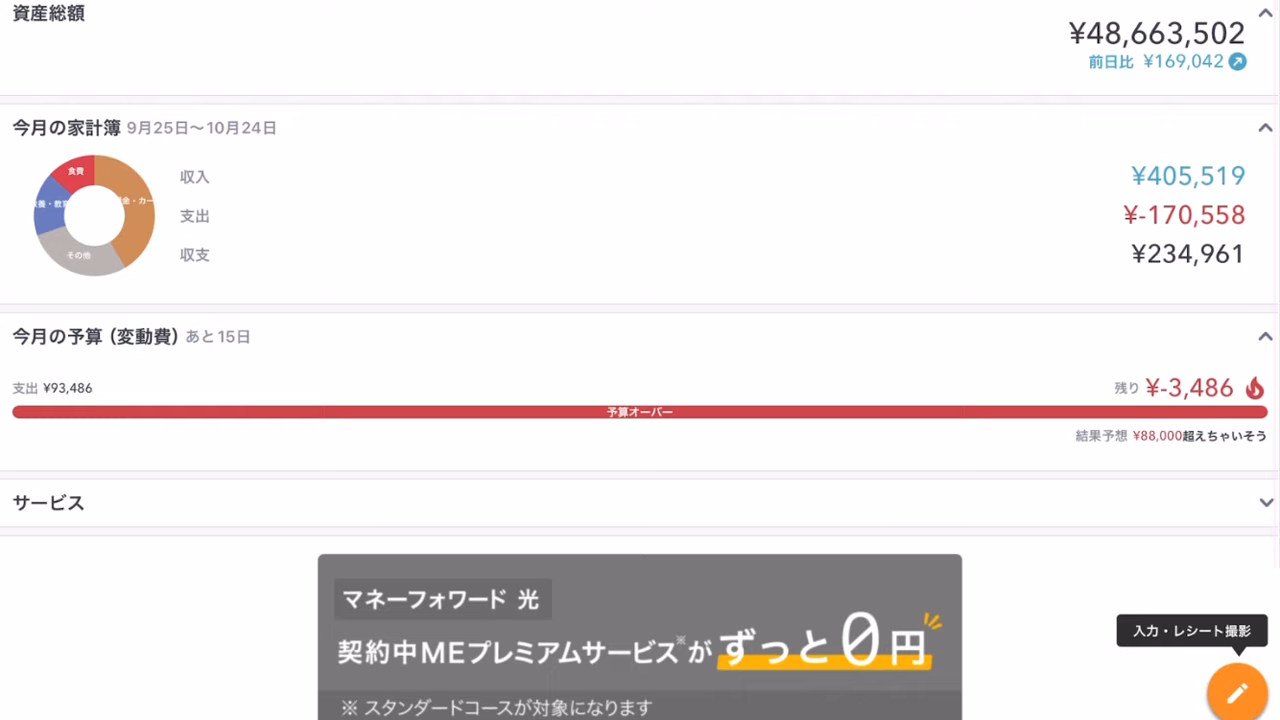 資産総額
¥48,663,502
前日比 ¥169,042
今月の家計簿 9月25日〜10月24日
食費
金・カー
養・教育
その他
収入 ¥405,519
支出 ¥-170,558
収支 ¥234,961
今月の予算（変動費） あと15日
支出 ¥93,486
残り ¥-3,486
予算オーバー
結果予想 ¥88,000超えちゃいそう
サービス
マネーフォワード 光
契約中MEプレミアムサービス※が ずっと0円
※ スタンダードコースが対象になります
入力・レシート撮影